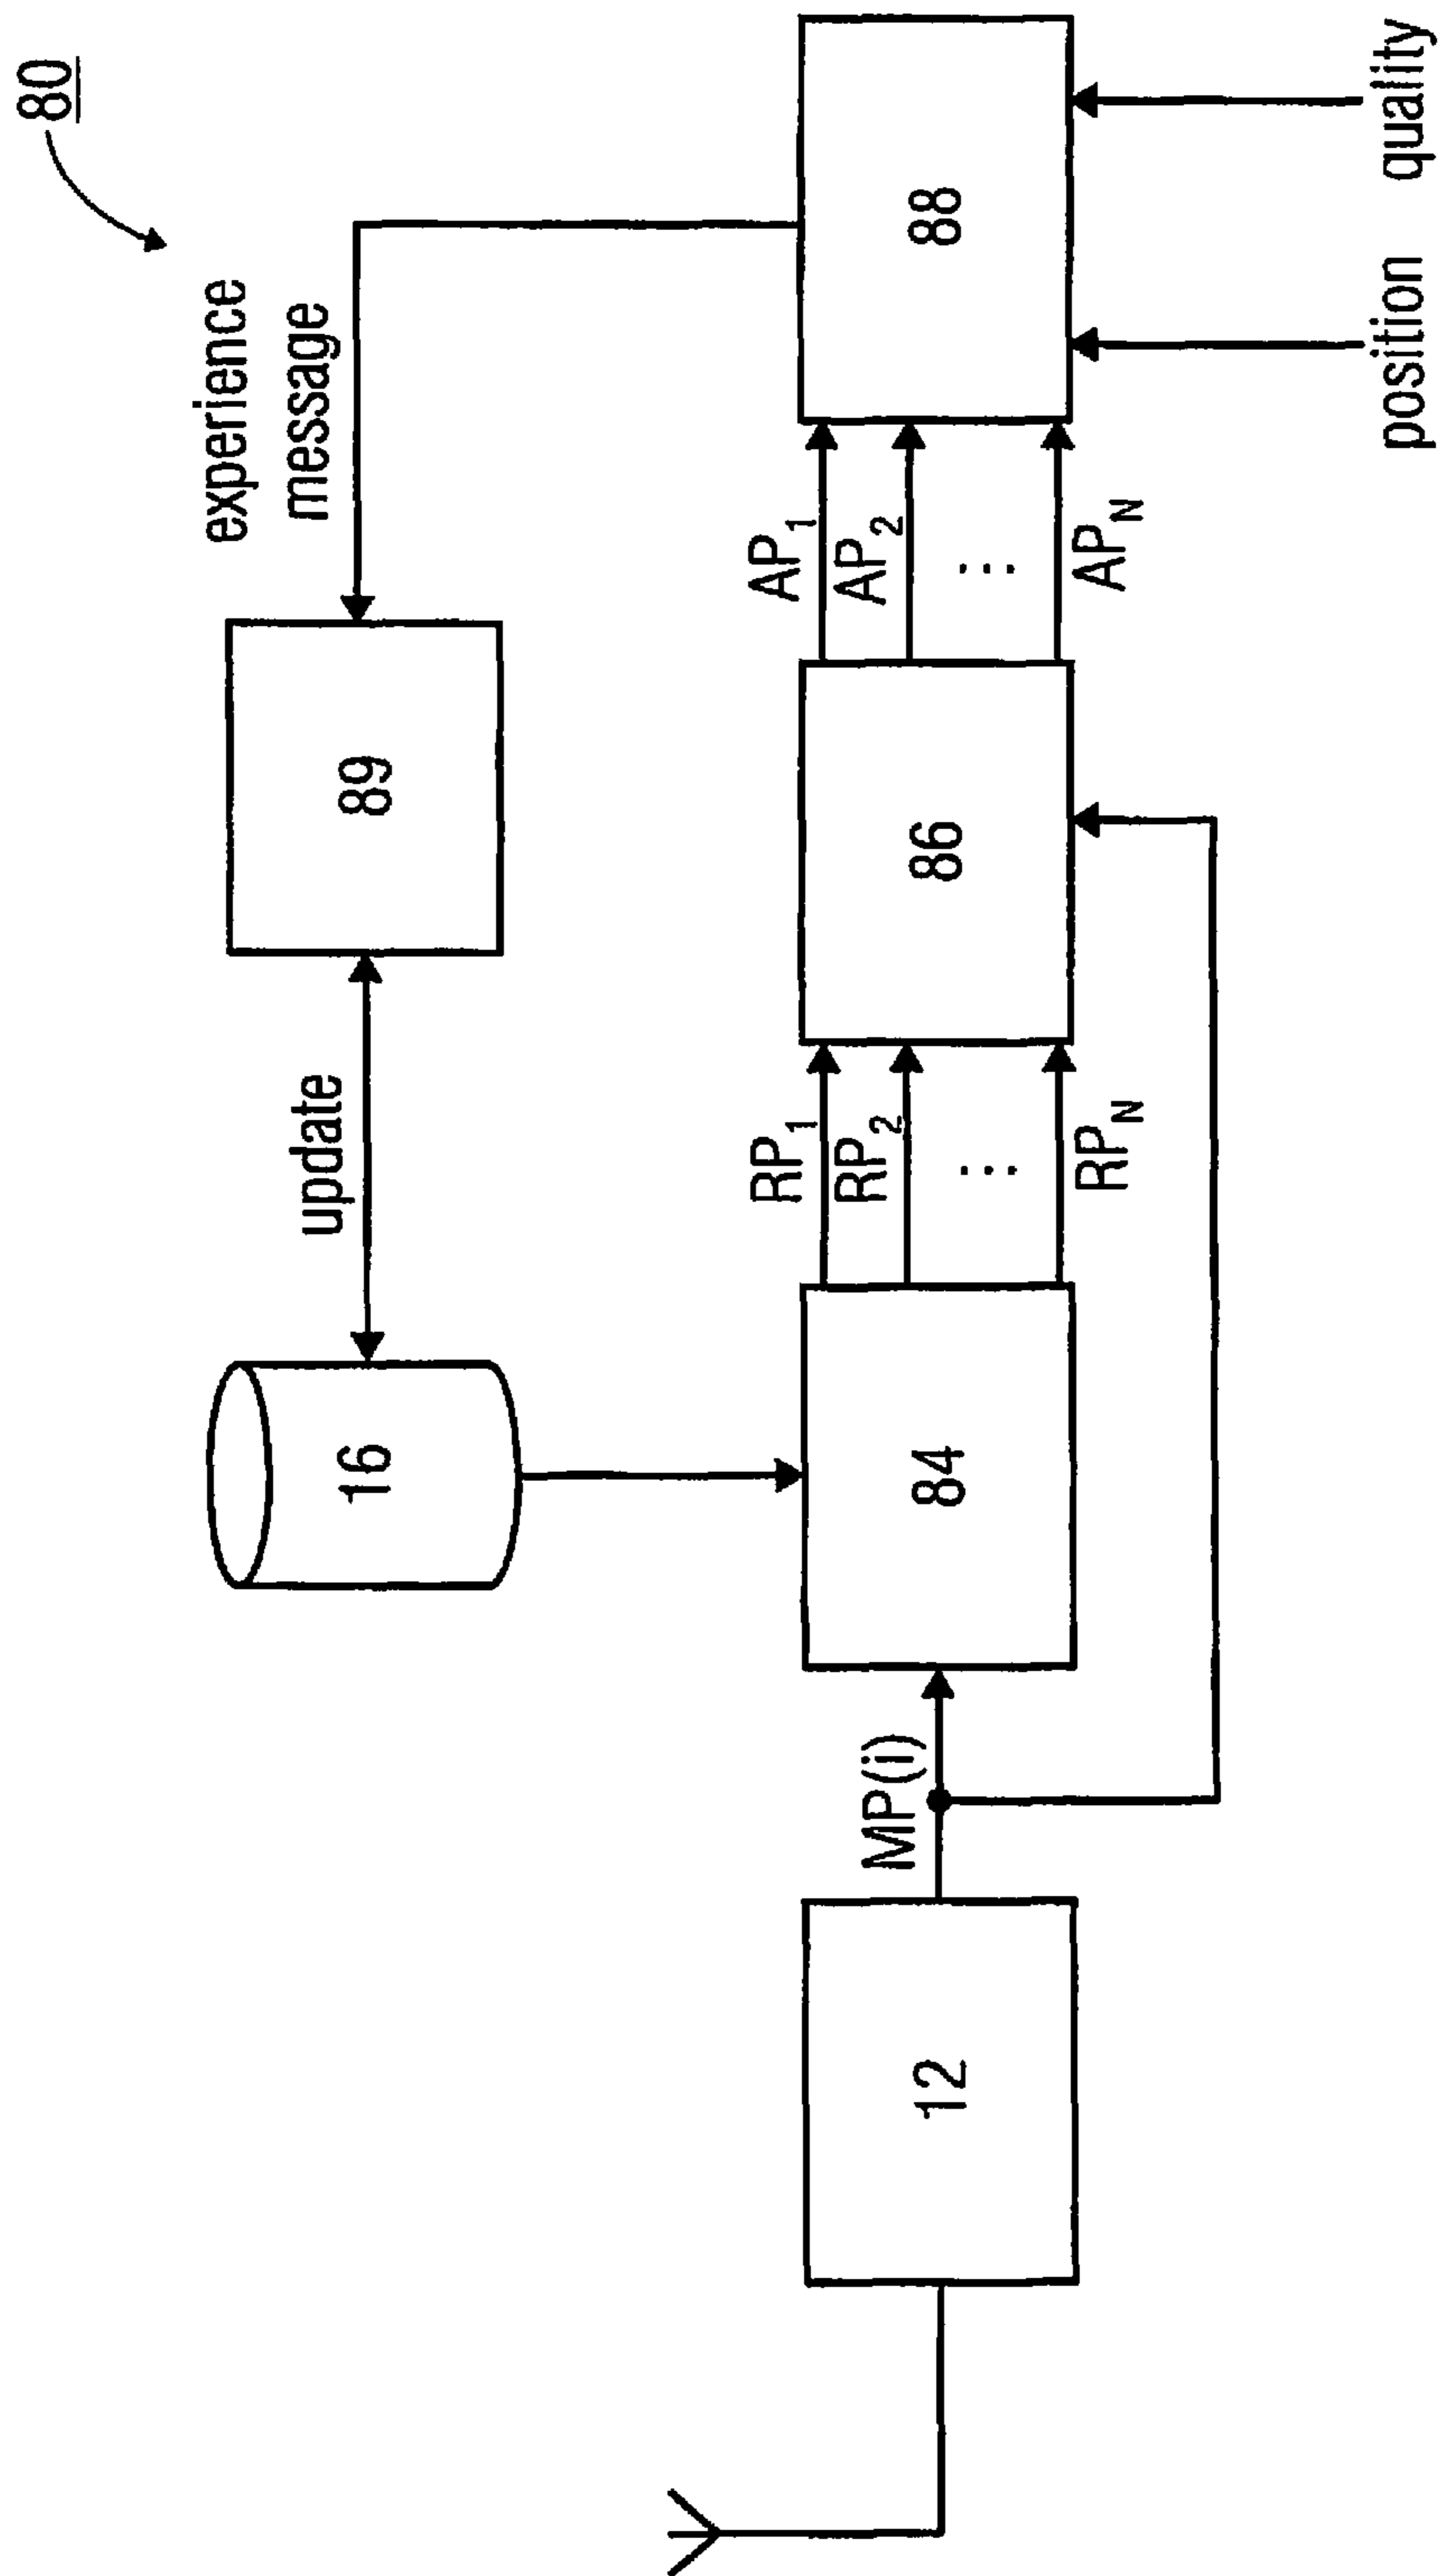 80
experience
message
update
16
89
MP(i)
RP1
RP2
⋮
RPN
AP1
AP2
⋮
APN
12
84
86
88
position
quality